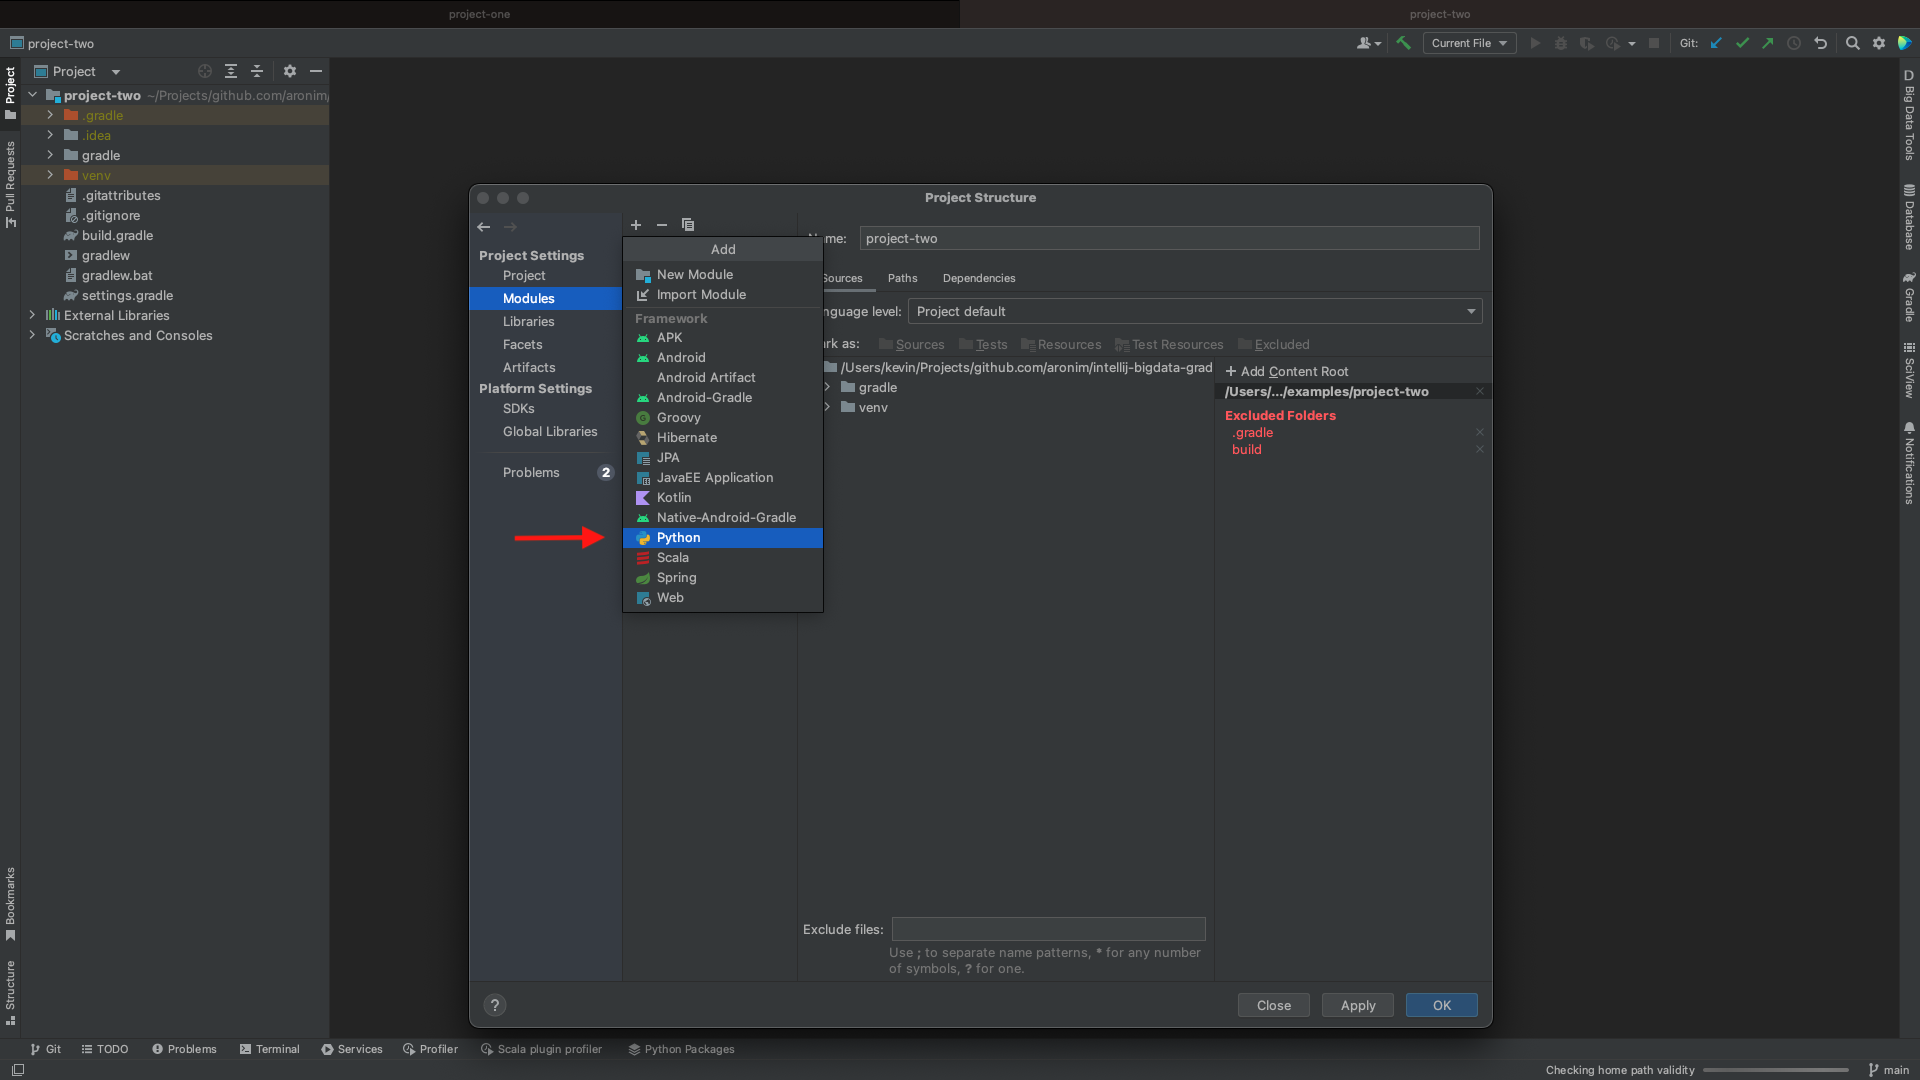 project-one
project-two
project-two
Current File
Git:
Project
project-two ~/Projects/github.com/aronim/
.gradle
.idea
gradle
venv
.gitattributes
.gitignore
build.gradle
gradlew
gradlew.bat
settings.gradle
External Libraries
Scratches and Consoles
Project
Pull Requests
Bookmarks
Structure
Project Structure
Project Settings
Project
Modules
Libraries
Facets
Artifacts
Platform Settings
SDKs
Global Libraries
Problems 2
Add
New Module
Import Module
Framework
APK
Android
Android Artifact
Android-Gradle
Groovy
Hibernate
JPA
JavaEE Application
Kotlin
Native-Android-Gradle
Python
Scala
Spring
Web
me: project-two
Sources Paths Dependencies
nguage level: Project default
rk as: Sources Tests Resources Test Resources Excluded
/Users/kevin/Projects/github.com/aronim/intellij-bigdata-grad
gradle
venv
Add Content Root
/Users/.../examples/project-two
Excluded Folders
.gradle
build
Exclude files:
Use ; to separate name patterns, * for any number
of symbols, ? for one.
?
Close Apply OK
D Big Data Tools
Database
Gradle
SciView
Notifications
Git TODO Problems Terminal Services Profiler Scala plugin profiler Python Packages
Checking home path validity main